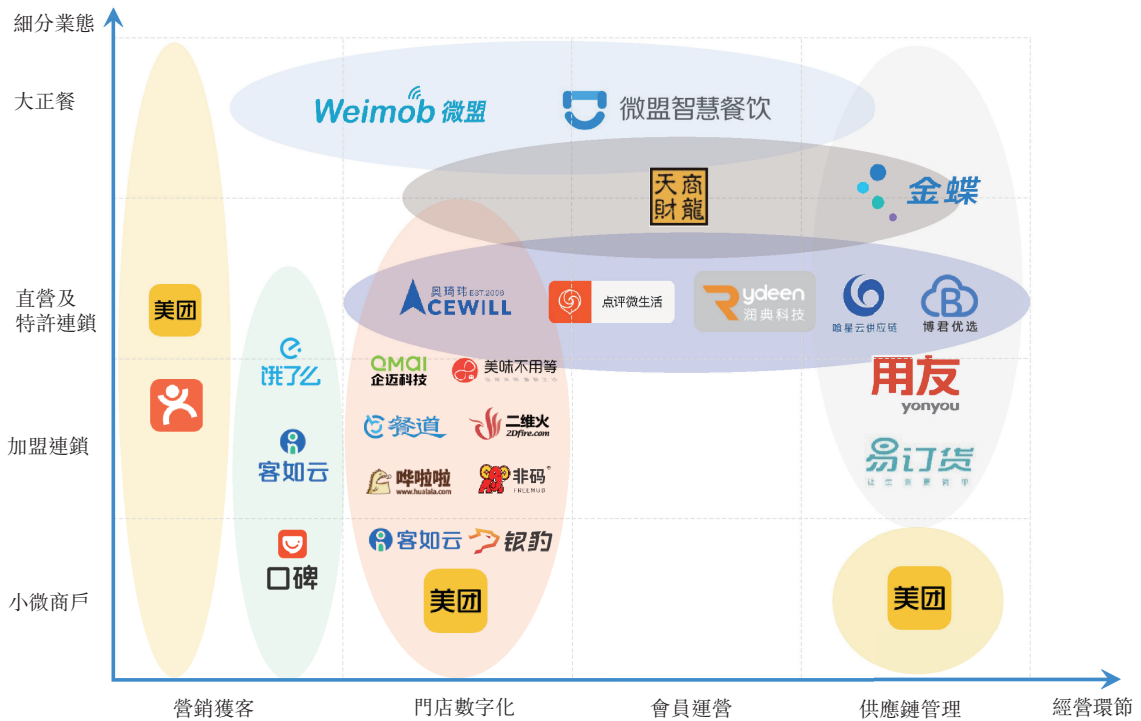 細分業態
大正餐
Weimob 微盟
微盟智慧餐饮
天商
財龍
金蝶
直營及
特許連鎖
美团
奥琦玮 EST.2006
ACEWILL
点评微生活
Rydeen
润典科技
哈星云供应链
B
博君优选
饿了么
QMAI
企迈科技
美味不用等
用友
yonyou
加盟連鎖
客如云
餐道
二维火
2Dfire.com
易订货
哗啦啦
www.hualala.com
非码®
FREEMUD
口碑
客如云
银豹
小微商戶
美团
美团
營銷獲客
門店數字化
會員運營
供應鏈管理
經營環節